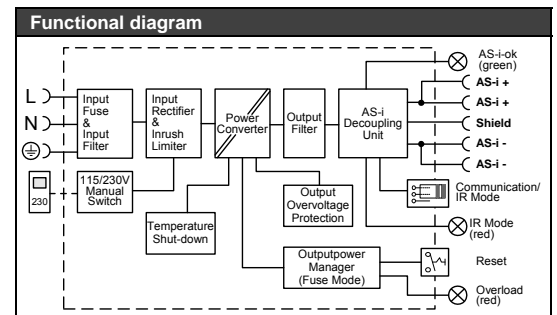 Functional diagram
AS-i-ok
(green)
L
N
Input
Fuse
&
Input
Filter
Input
Rectifier
&
Inrush
Limiter
Power
Converter
Output
Filter
AS-i
Decoupling
Unit
AS-i +
AS-i +
Shield
AS-i -
AS-i -
230
115/230V
Manual
Switch
Temperature
Shut-down
Output
Overvoltage
Protection
Communication/
IR Mode
IR Mode
(red)
Outputpower
Manager
(Fuse Mode)
Reset
Overload
(red)